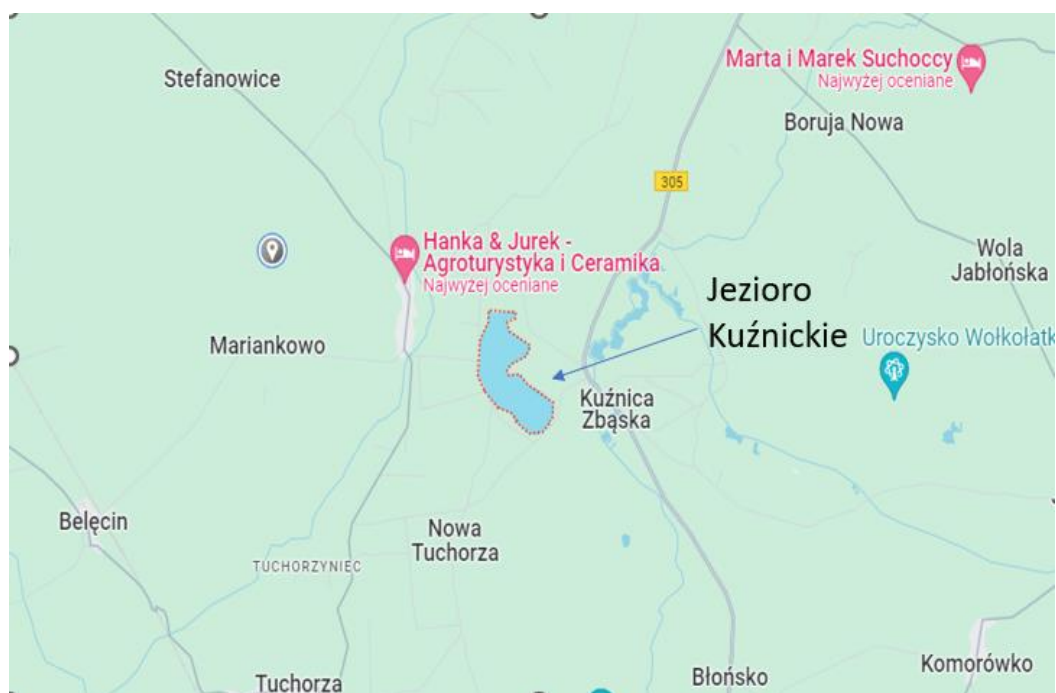 Stefanowice
Marta i Marek Suchoccy
Najwyżej oceniane
Boruja Nowa
305
Hanka & Jurek -
Agroturystyka i Ceramika
Najwyżej oceniane
Wola
Jabłońska
Jezioro
Kuźnickie
Mariankowo
Uroczysko Wołkołatk
Kuźnica
Zbąska
Belęcin
Nowa
Tuchorza
TUCHORZYNIEC
Tuchorza
Błońsko
Komorówko